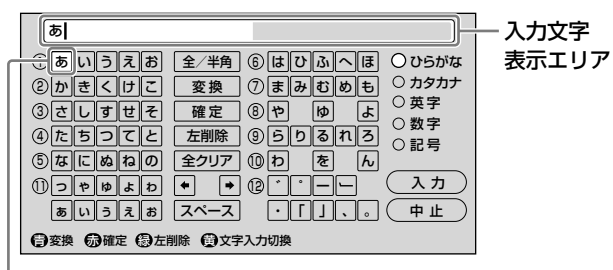 あ
入力文字
表示エリア
① あ い う え お 全／半角 ⑥ は ひ ふ へ ほ ひらがな
② か き く け こ 変換 ⑦ ま み む め も カタカナ
③ さ し す せ そ 確定 ⑧ や ゆ よ 英字
④ た ち つ て と 左削除 ⑨ ら り る れ ろ 数字
⑤ な に ぬ ね の 全クリア ⑩ わ を ん 記号
⑪ っ ゃ ゅ ょ ゎ ← → ⑫ ゛ ゜ ー ～ 入力
ぁ ぃ ぅ ぇ ぉ スペース ・ 「 」 、 。 中止
青変換 赤確定 緑左削除 黄文字入力切換